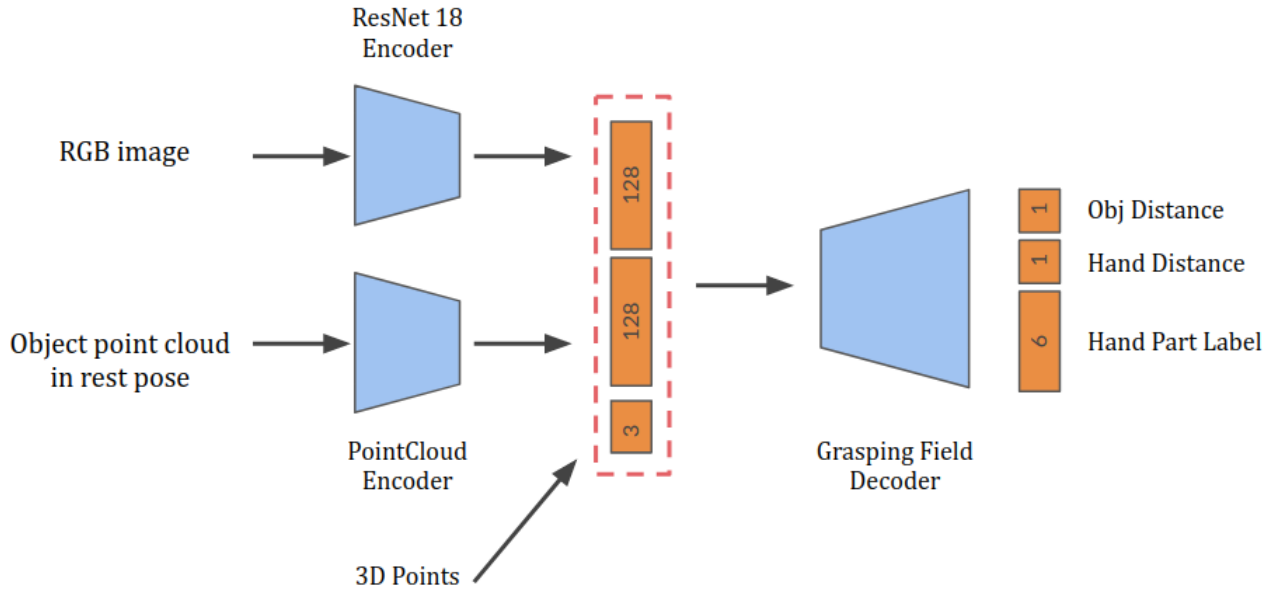 ResNet 18
Encoder
RGB image
128
Object point cloud
in rest pose
128
PointCloud
Encoder
3
3D Points
Grasping Field
Decoder
1
Obj Distance
1
Hand Distance
6
Hand Part Label